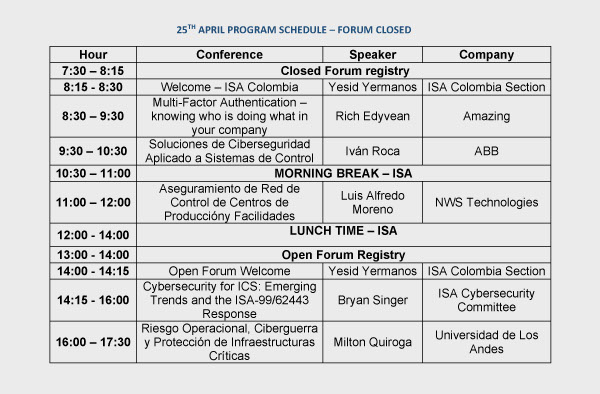 25TH APRIL PROGRAM SCHEDULE – FORUM CLOSED
Hour Conference Speaker Company
7:30 – 8:15 Closed Forum registry
8:15 - 8:30 Welcome – ISA Colombia Yesid Yermanos ISA Colombia Section
8:30 – 9:30 Multi-Factor Authentication –
knowing who is doing what in
your company
Rich Edyvean Amazing
9:30 – 10:30 Soluciones de Ciberseguridad
Aplicado a Sistemas de Control
Iván Roca ABB
10:30 – 11:00 MORNING BREAK – ISA
11:00 – 12:00 Aseguramiento de Red de
Control de Centros de
Produccióny Facilidades
Luis Alfredo
Moreno
NWS Technologies
12:00 - 14:00 LUNCH TIME – ISA
13:00 - 14:00 Open Forum Registry
14:00 - 14:15 Open Forum Welcome Yesid Yermanos ISA Colombia Section
14:15 - 16:00 Cybersecurity for ICS: Emerging
Trends and the ISA-99/62443
Response
Bryan Singer
ISA Cybersecurity
Committee
16:00 – 17:30 Riesgo Operacional, Ciberguerra
y Protección de Infraestructuras
Críticas
Milton Quiroga
Universidad de Los
Andes